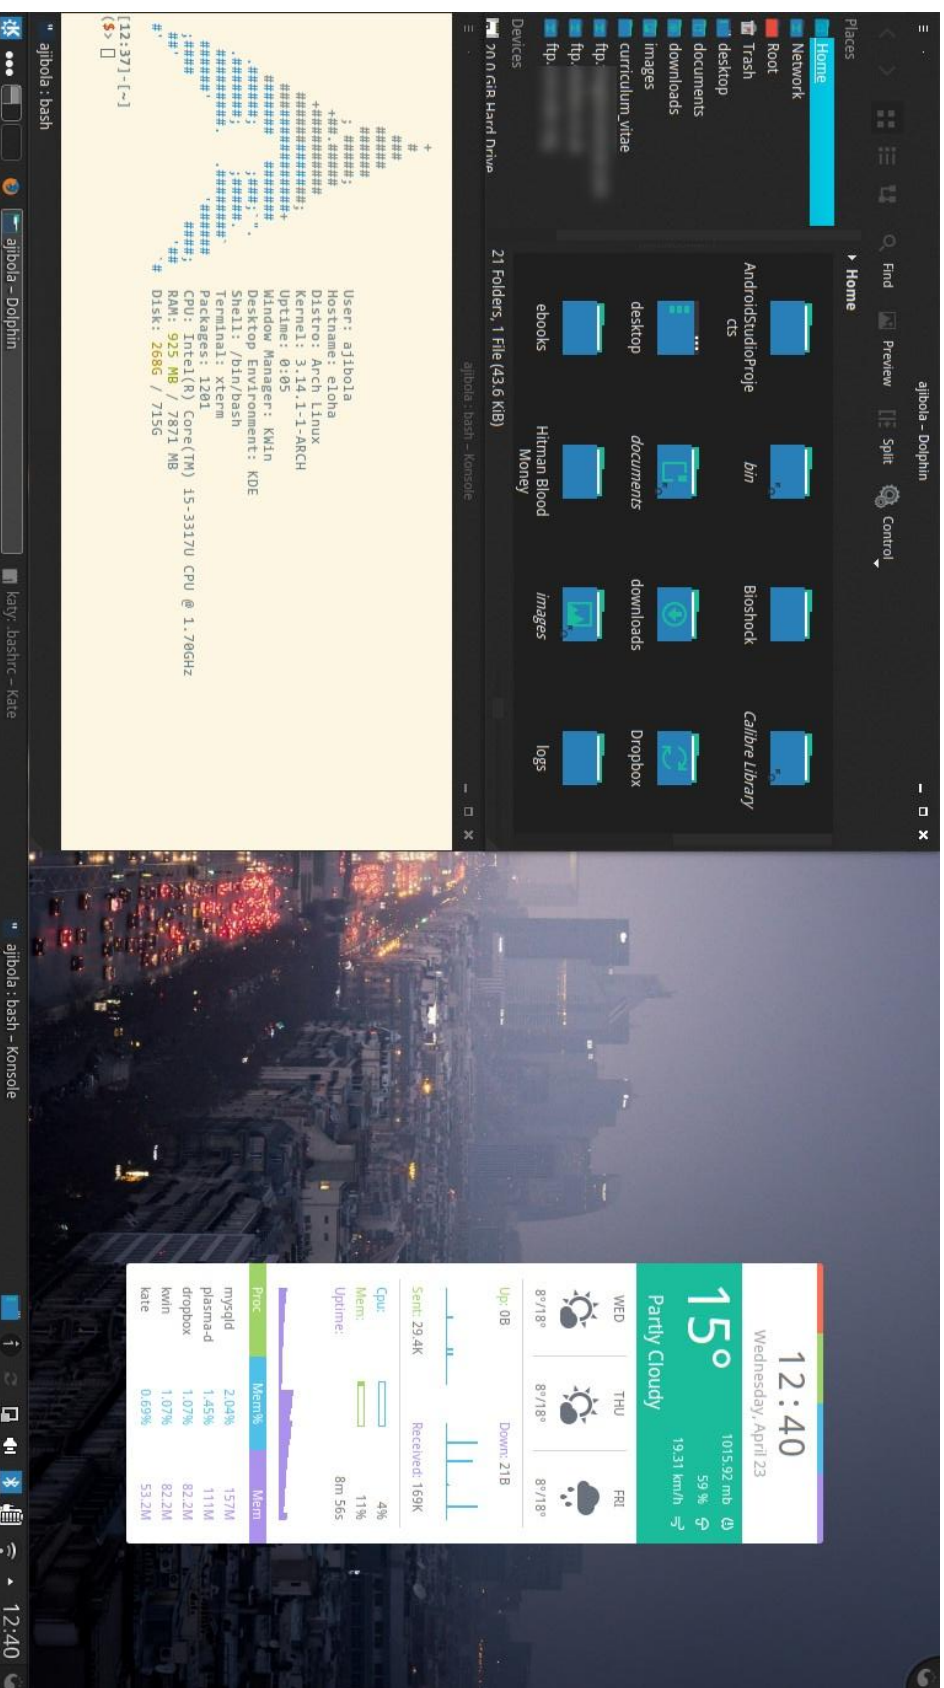 ajibola – Dolphin
Find
Preview
Split
Control
Places
Home
Network
Root
Trash
desktop
documents
downloads
images
curriculum_vitae
ftp.
ftp.
ftp.
Devices
20.0 GiB Hard Drive
Home
AndroidStudioProje
cts
bin
Bioshock
Calibre Library
desktop
documents
downloads
Dropbox
ebooks
Hitman Blood
Money
images
logs
21 Folders, 1 File (43.6 KiB)
ajibola : bash – Konsole
User: ajibola
Hostname: eloha
Distro: Arch Linux
Kernel: 3.14.1-1-ARCH
Uptime: 0:05
Window Manager: KWin
Desktop Environment: KDE
Shell: /bin/bash
Terminal: xterm
Packages: 1201
CPU: Intel(R) Core(TM) i5-3317U CPU @ 1.70GHz
RAM: 925 MB / 7871 MB
Disk: 268G / 715G
[12:37]-[~]
($>
ajibola : bash
12:40
Wednesday, April 23
15°
Partly Cloudy
1015.92 mb
59 %
19.31 km/h
WED THU FRI
8°/18° 8°/18° 8°/18°
Up: 0B Down: 21B
Sent: 29.4K Received: 169K
Cpu: 4%
Mem: 11%
Uptime: 8m 56s
Proc Mem% Mem
mysqld 2.04% 157M
plasma-d 1.45% 111M
dropbox 1.07% 82.2M
kwin 1.07% 82.2M
kate 0.69% 53.2M
ajibola – Dolphin
katy: .bashrc – Kate
ajibola : bash – Konsole
12:40